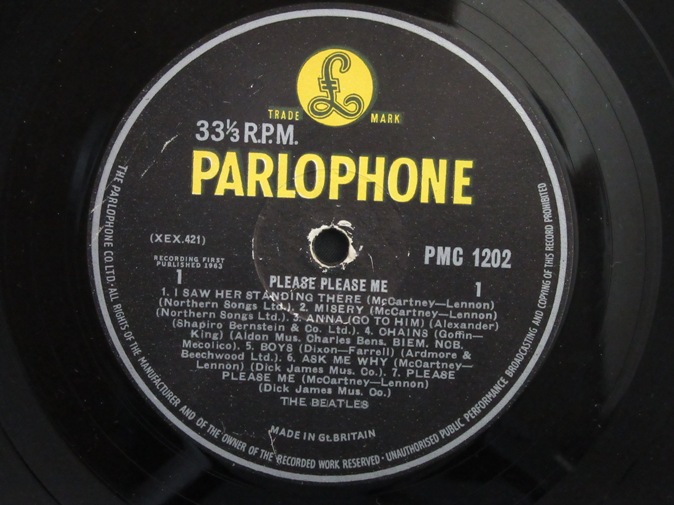 £
TRADE MARK
33⅓ R.P.M.
PARLOPHONE
(XEX.421)
PMC 1202
RECORDING FIRST
PUBLISHED 1963
1
PLEASE PLEASE ME
1
1. I SAW HER STANDING THERE (McCartney—Lennon)
(Northern Songs Ltd.). 2. MISERY (McCartney—Lennon)
(Northern Songs Ltd.). 3. ANNA (GO TO HIM) (Alexander)
(Shapiro Bernstein & Co. Ltd.). 4. CHAINS (Goffin—
King) (Aldon Mus. Charles Bens, BIEM, NCB,
Mecolico). 5. BOYS (Dixon—Farrell) (Ardmore &
Beechwood Ltd.). 6. ASK ME WHY (McCartney—
Lennon) (Dick James Mus. Co.). 7. PLEASE
PLEASE ME (McCartney—Lennon)
(Dick James Mus. Co.)
THE BEATLES
MADE IN Gt. BRITAIN
THE PARLOPHONE CO. LTD. · ALL RIGHTS OF THE MANUFACTURER AND OF THE OWNER OF THE RECORDED WORK RESERVED · UNAUTHORISED PUBLIC PERFORMANCE BROADCASTING AND COPYING OF THIS RECORD PROHIBITED